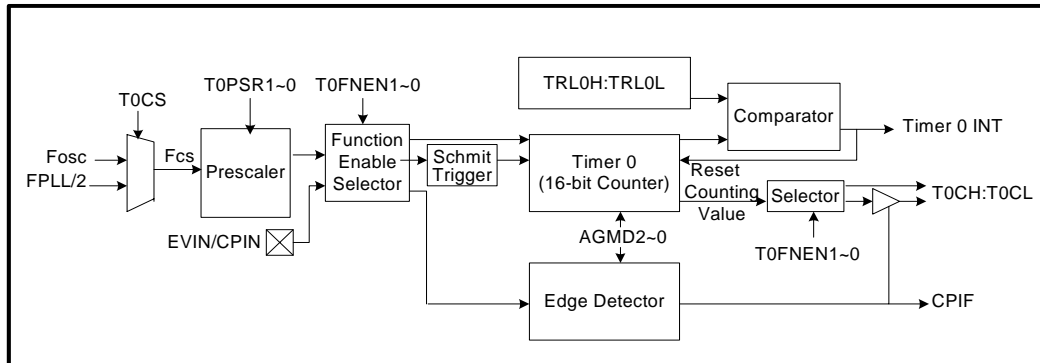 TRL0H:TRL0L
T0PSR1~0
T0FNEN1~0
T0CS
Comparator
Timer 0 INT
Function
Enable
Selector
Fosc
FPLL/2
Fcs
Prescaler
Schmit
Trigger
Timer 0
(16-bit Counter)
Reset
Counting
Value
Selector
T0CH:T0CL
EVIN/CPIN
AGMD2~0
T0FNEN1~0
Edge Detector
CPIF